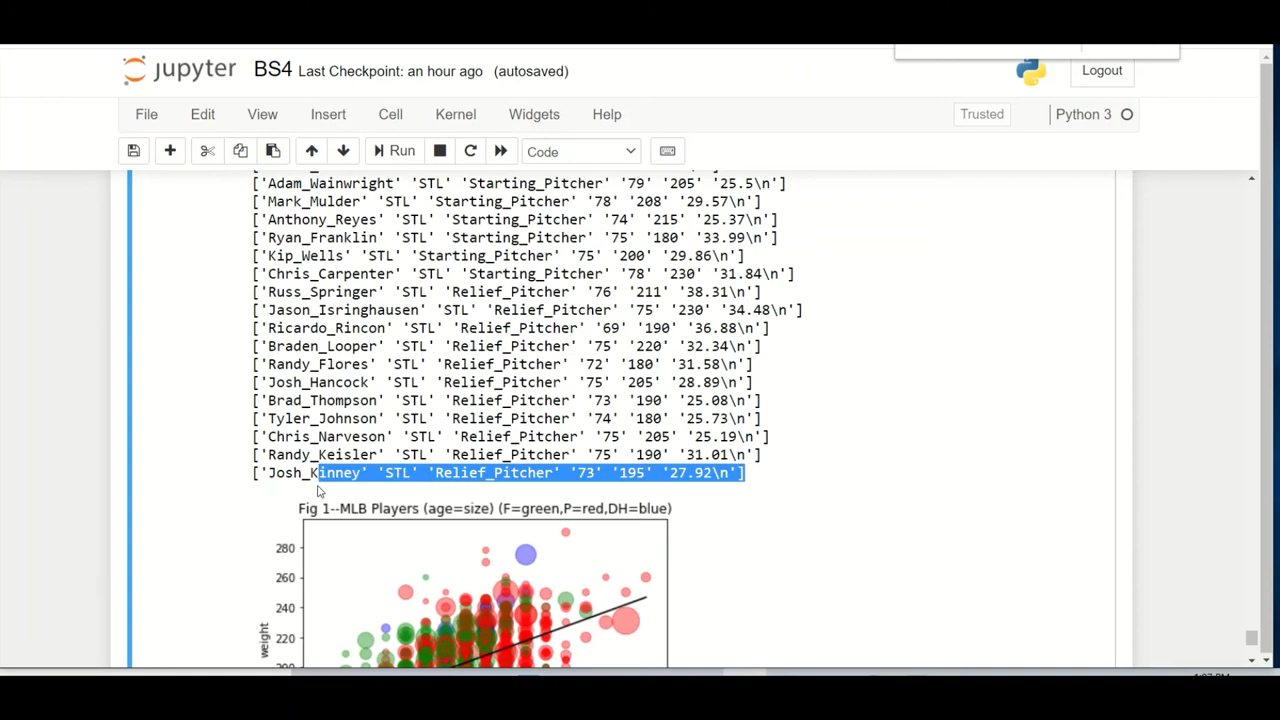 jupyter BS4 Last Checkpoint: an hour ago (autosaved)
Logout
File Edit View Insert Cell Kernel Widgets Help Trusted Python 3
Run Code
['Adam_Wainwright' 'STL' 'Starting_Pitcher' '79' '205' '25.5\n']
['Mark_Mulder' 'STL' 'Starting_Pitcher' '78' '208' '29.57\n']
['Anthony_Reyes' 'STL' 'Starting_Pitcher' '74' '215' '25.37\n']
['Ryan_Franklin' 'STL' 'Starting_Pitcher' '75' '180' '33.99\n']
['Kip_Wells' 'STL' 'Starting_Pitcher' '75' '200' '29.86\n']
['Chris_Carpenter' 'STL' 'Starting_Pitcher' '78' '230' '31.84\n']
['Russ_Springer' 'STL' 'Relief_Pitcher' '76' '211' '38.31\n']
['Jason_Isringhausen' 'STL' 'Relief_Pitcher' '75' '230' '34.48\n']
['Ricardo_Rincon' 'STL' 'Relief_Pitcher' '69' '190' '36.88\n']
['Braden_Looper' 'STL' 'Relief_Pitcher' '75' '220' '32.34\n']
['Randy_Flores' 'STL' 'Relief_Pitcher' '72' '180' '31.58\n']
['Josh_Hancock' 'STL' 'Relief_Pitcher' '75' '205' '28.89\n']
['Brad_Thompson' 'STL' 'Relief_Pitcher' '73' '190' '25.08\n']
['Tyler_Johnson' 'STL' 'Relief_Pitcher' '74' '180' '25.73\n']
['Chris_Narveson' 'STL' 'Relief_Pitcher' '75' '205' '25.19\n']
['Randy_Keisler' 'STL' 'Relief_Pitcher' '75' '190' '31.01\n']
['Josh_Kinney' 'STL' 'Relief_Pitcher' '73' '195' '27.92\n']
Fig 1--MLB Players (age=size) (F=green,P=red,DH=blue)
280
260
240
220
weight